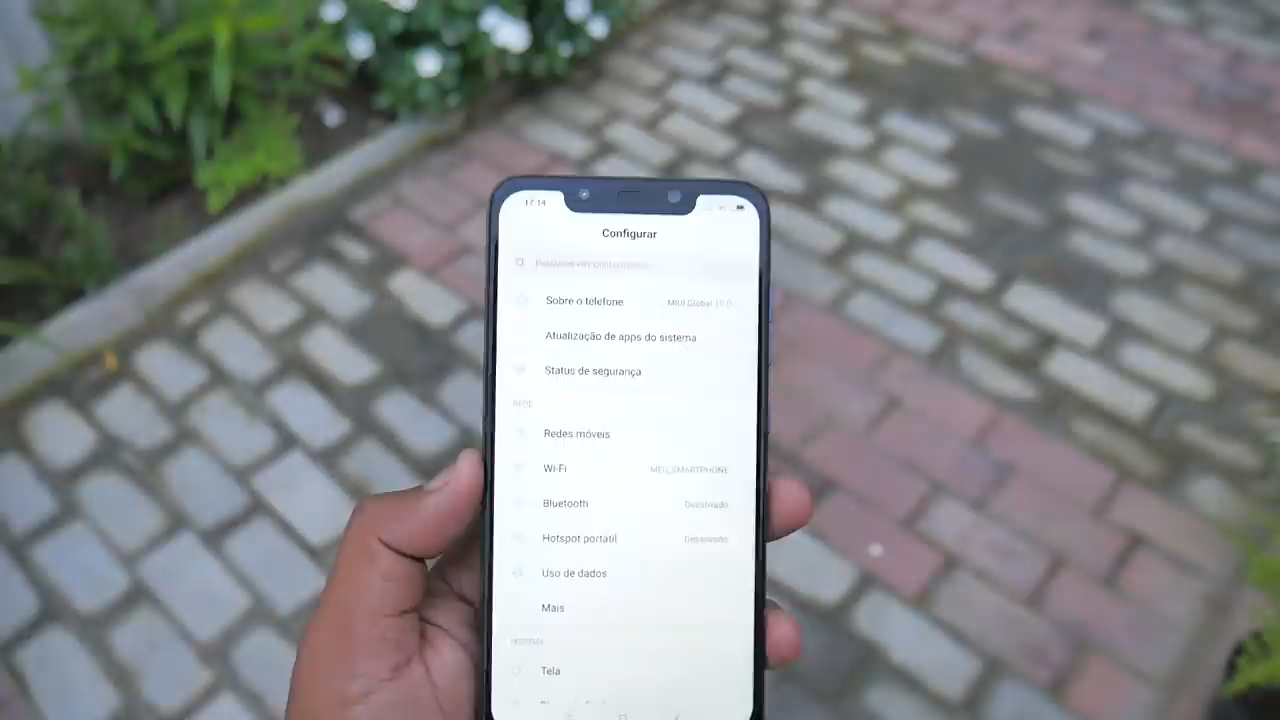 17:14
Configurar
Sobre o telefone MIUI Global 10.0
Atualização de apps do sistema
Status de segurança
REDE
Redes móveis
Wi-Fi MEU_SMARTPHONE
Bluetooth Desativado
Hotspot portátil Desativado
Uso de dados
Mais
Tela